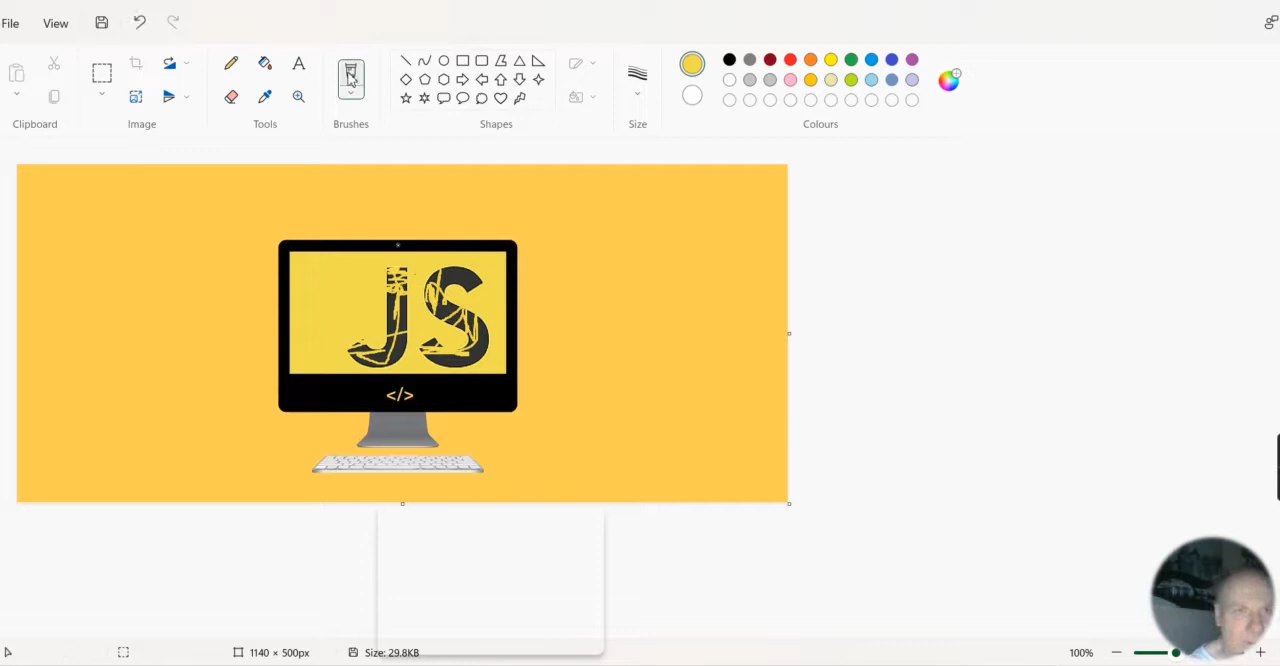 File View
Clipboard Image Tools Brushes Shapes Size Colours
A
JS
</>
1140 × 500px Size: 29.8KB 100%